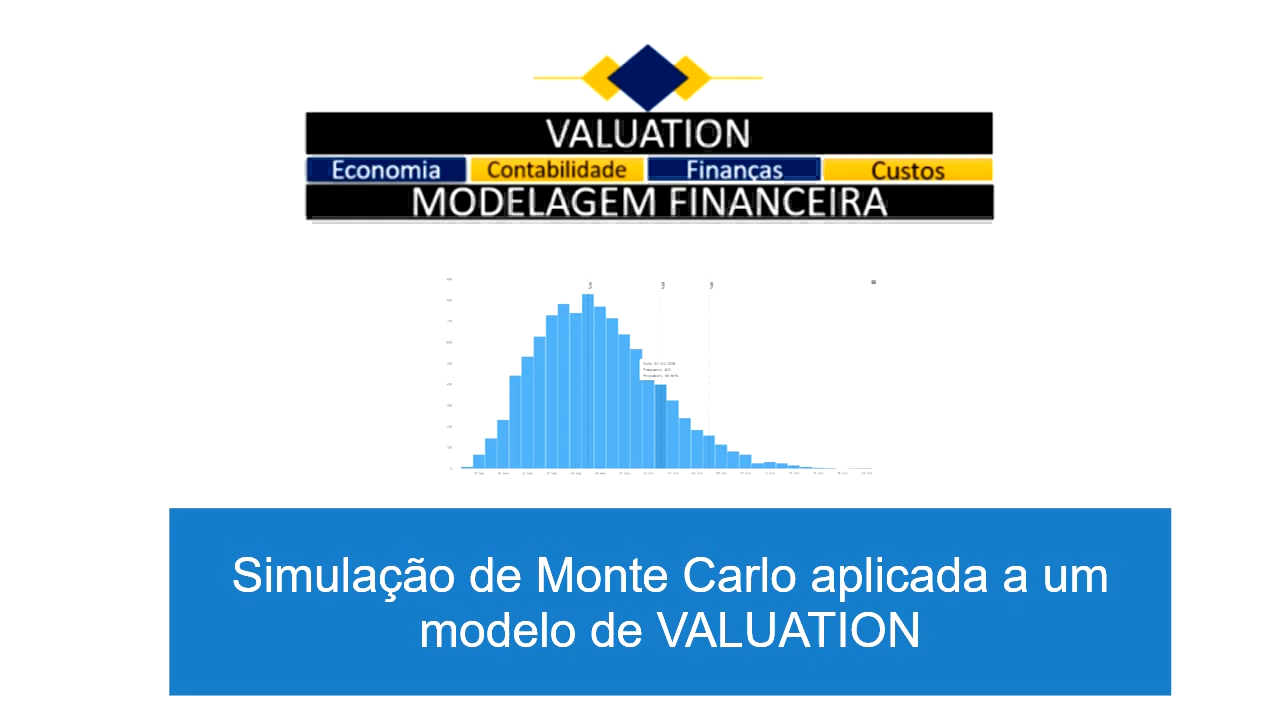 VALUATION
Economia Contabilidade Finanças Custos
MODELAGEM FINANCEIRA
Simulação de Monte Carlo aplicada a um
modelo de VALUATION